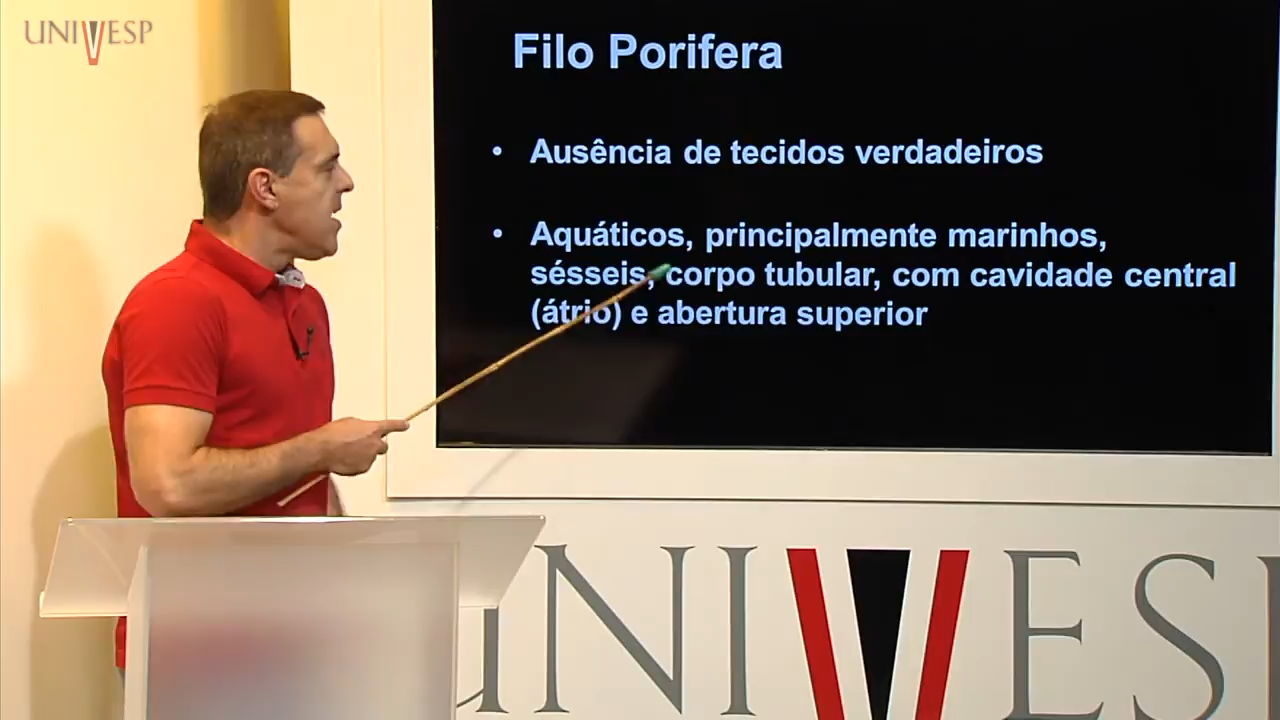 UNIVESP
Filo Porifera
• Ausência de tecidos verdadeiros
• Aquáticos, principalmente marinhos,
sésseis, corpo tubular, com cavidade central
(átrio) e abertura superior
UNIVESP